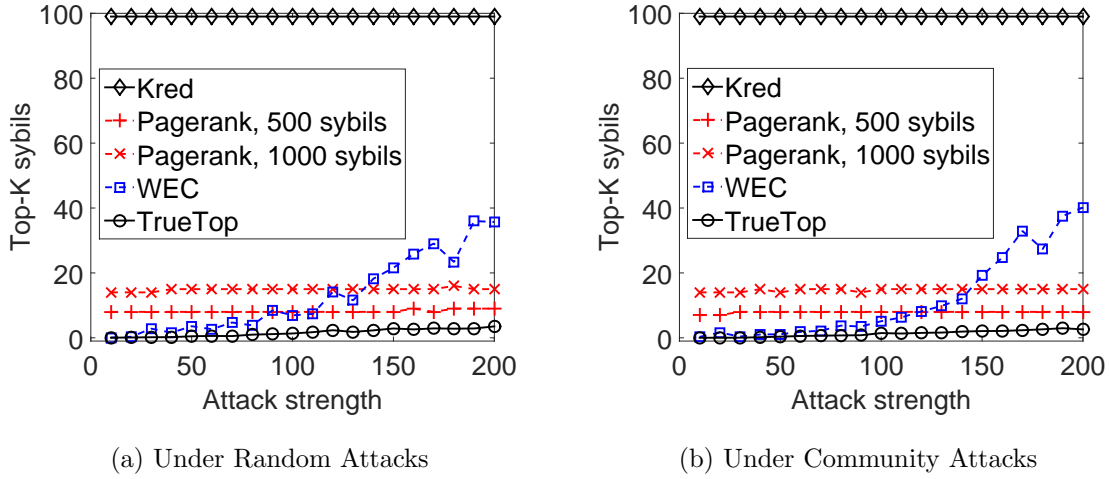 100
80
60
40
20
0
Top-K sybils
Kred
Pagerank, 500 sybils
Pagerank, 1000 sybils
WEC
TrueTop
0 50 100 150 200
Attack strength
(a) Under Random Attacks
100
80
60
40
20
0
Top-K sybils
Kred
Pagerank, 500 sybils
Pagerank, 1000 sybils
WEC
TrueTop
0 50 100 150 200
Attack strength
(b) Under Community Attacks